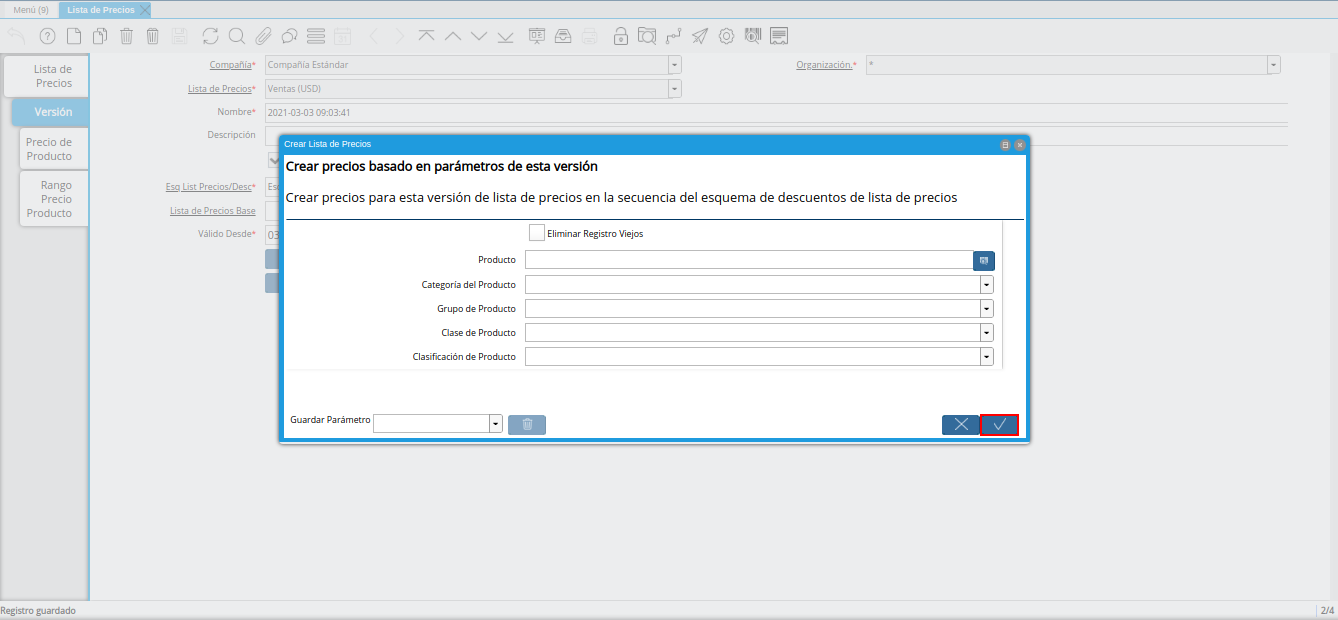 Menú (9)
Lista de Precios
Compañía*
Compañía Estándar
Organización.*
*
Lista de Precios*
Ventas (USD)
Nombre*
2021-03-03 09:03:41
Descripción
Esq List Precios/Desc*
Lista de Precios Base
Válido Desde*
03
Lista de
Precios
Versión
Precio de
Producto
Rango
Precio
Producto
Crear Lista de Precios
Crear precios basado en parámetros de esta versión
Crear precios para esta versión de lista de precios en la secuencia del esquema de descuentos de lista de precios
Eliminar Registro Viejos
Producto
Categoría del Producto
Grupo de Producto
Clase de Producto
Clasificación de Producto
Guardar Parámetro
Registro guardado
2/4